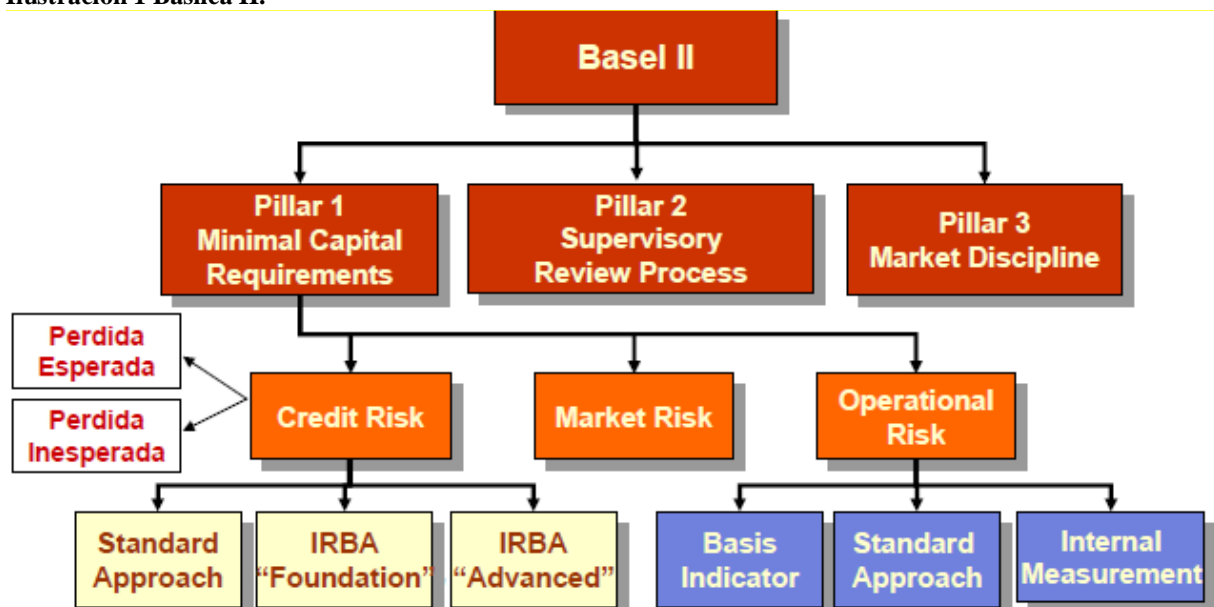 Ilustración 1 Basilea II.
Basel II
Pillar 1
Minimal Capital
Requirements
Pillar 2
Supervisory
Review Process
Pillar 3
Market Discipline
Perdida
Esperada
Perdida
Inesperada
Credit Risk
Market Risk
Operational
Risk
Standard
Approach
IRBA
“Foundation”
IRBA
“Advanced”
Basis
Indicator
Standard
Approach
Internal
Measurement